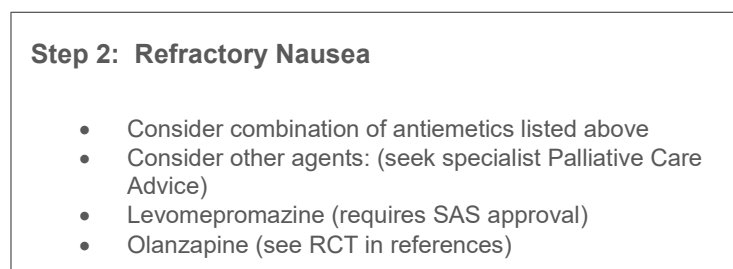 Step 2: Refractory Nausea
• Consider combination of antiemetics listed above
• Consider other agents: (seek specialist Palliative Care
Advice)
• Levomepromazine (requires SAS approval)
• Olanzapine (see RCT in references)